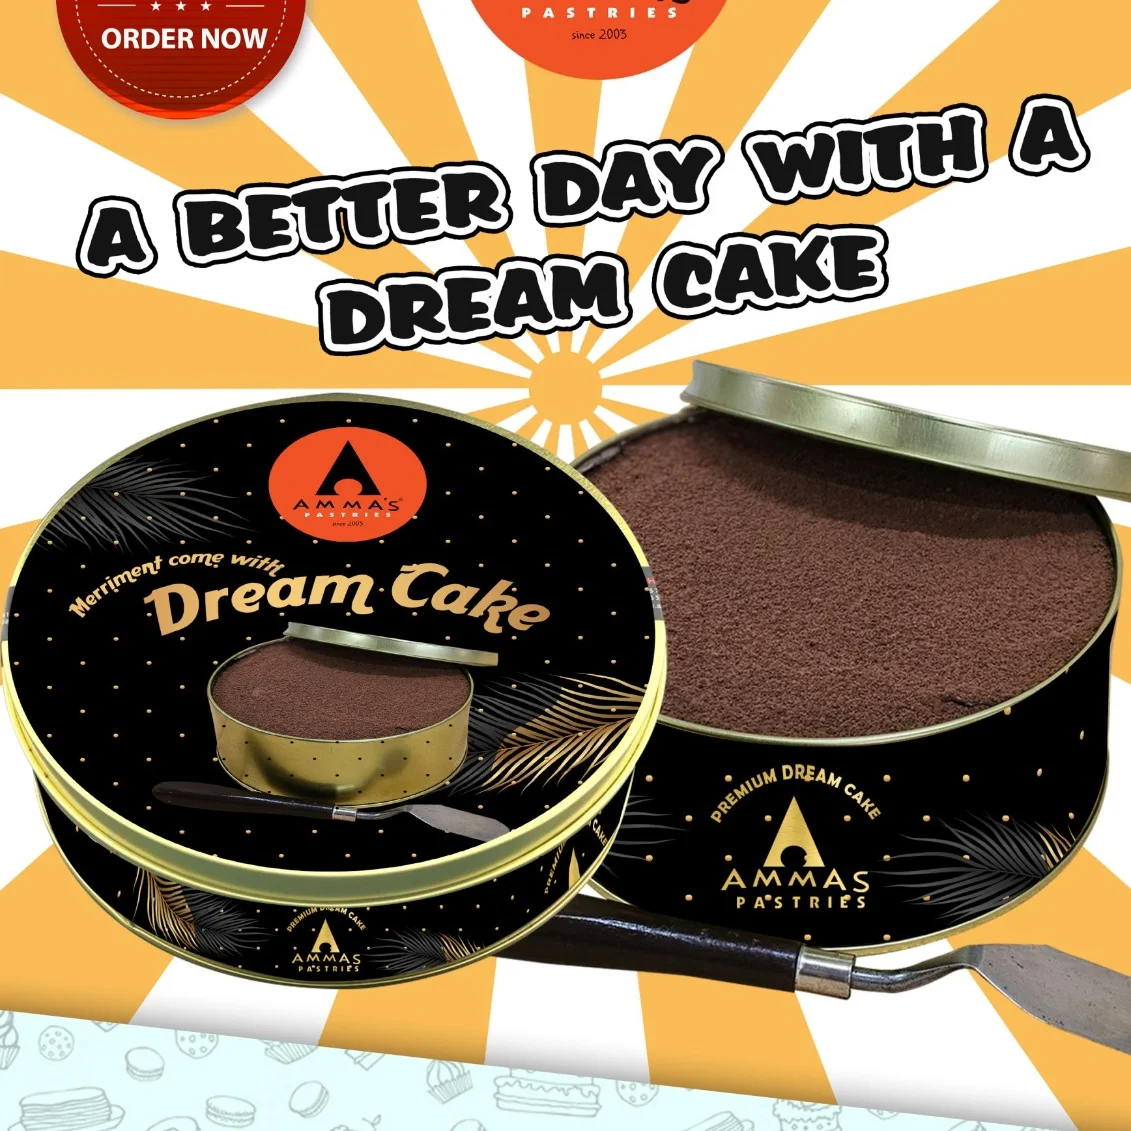 ORDER NOW
PASTRIES
since 2003
A BETTER DAY WITH A
DREAM CAKE
AMMA'S
PASTRIES
since 2003
Merriment come with
Dream Cake
PREMIUM DREAM CAKE
AMMAS
PASTRIES
PREMIUM DREAM CAKE
AMMAS
PASTRIES